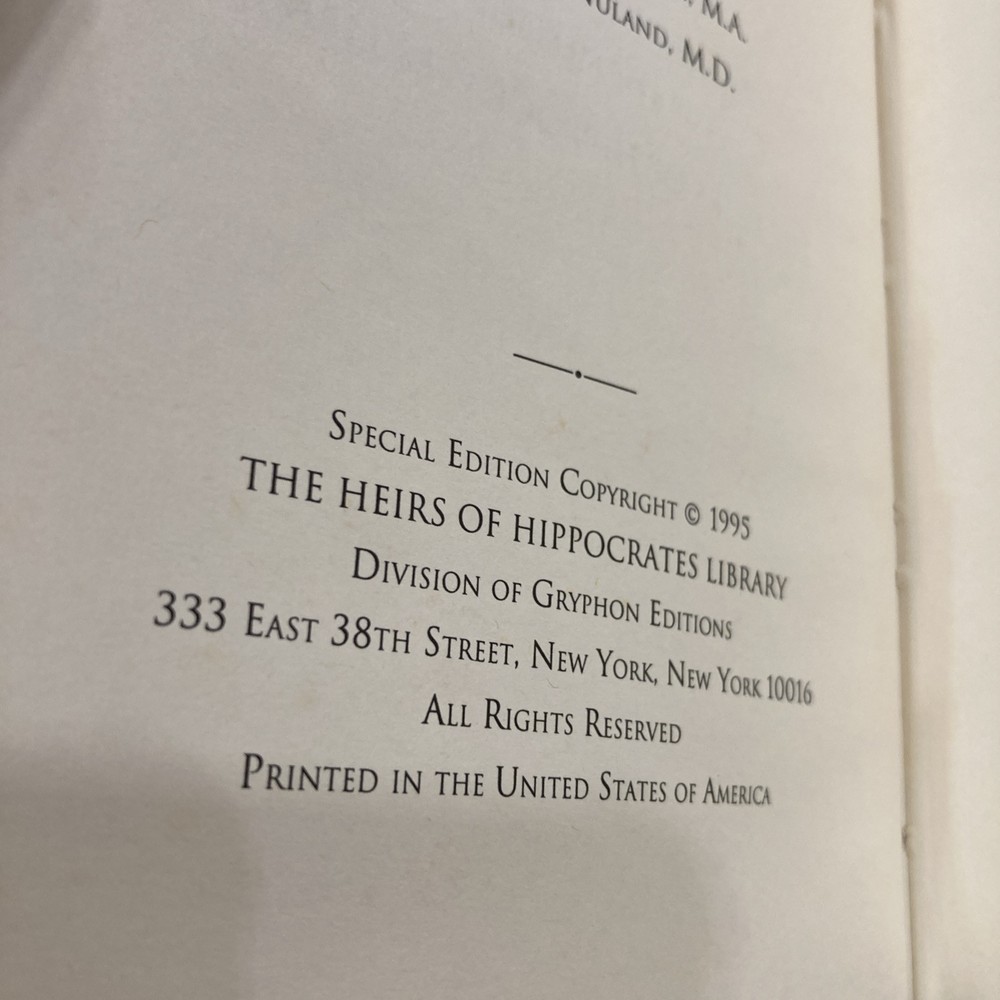 M.A.
NULAND, M.D.
SPECIAL EDITION COPYRIGHT © 1995
THE HEIRS OF HIPPOCRATES LIBRARY
DIVISION OF GRYPHON EDITIONS
333 EAST 38TH STREET, NEW YORK, NEW YORK 10016
ALL RIGHTS RESERVED
PRINTED IN THE UNITED STATES OF AMERICA